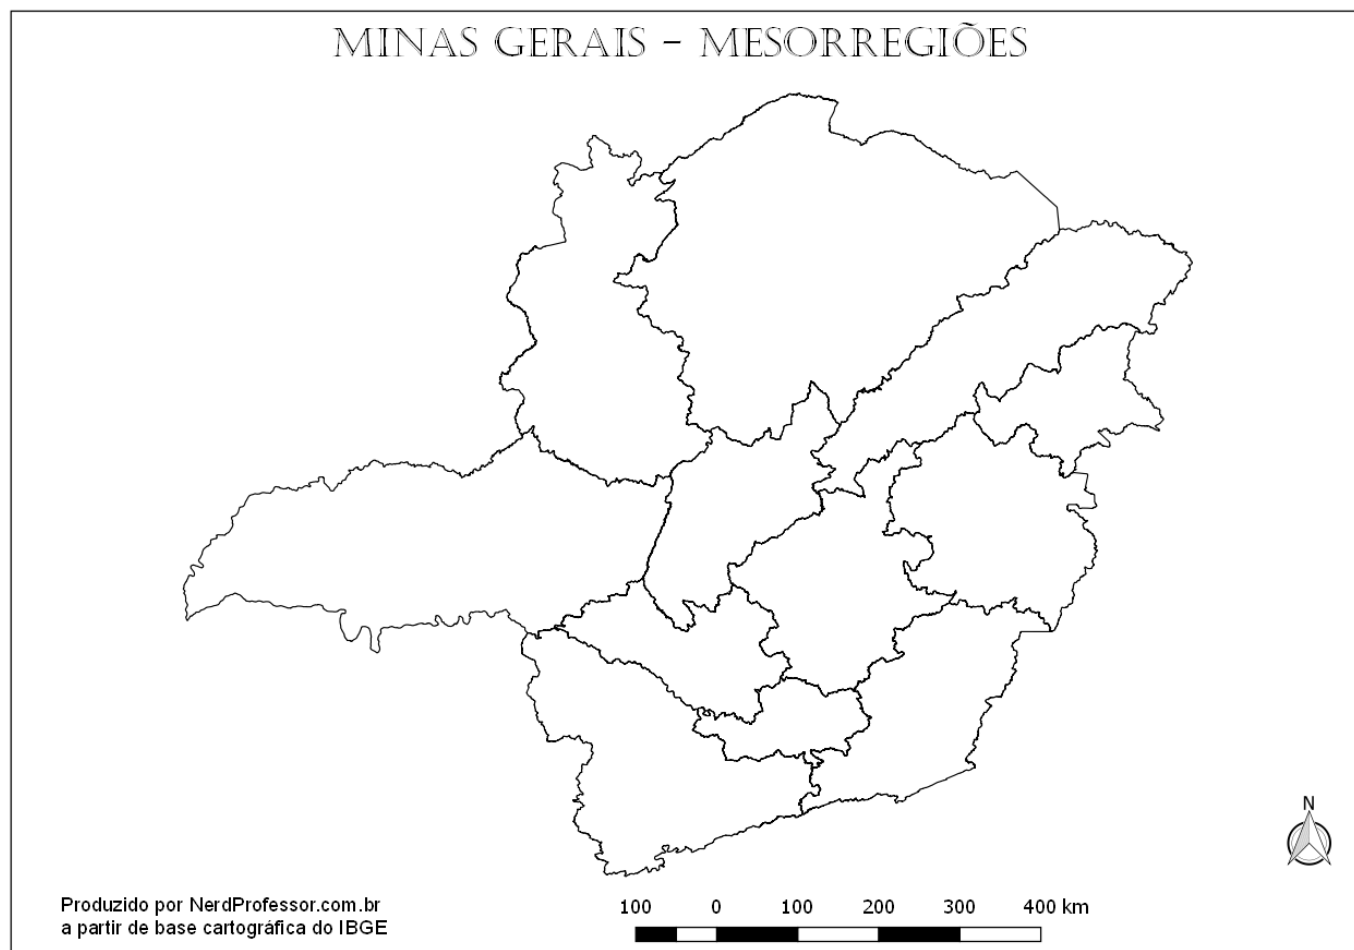 MINAS GERAIS – MESORREGIÕES
N
Produzido por NerdProfessor.com.br
a partir de base cartográfica do IBGE
100 0 100 200 300 400 km